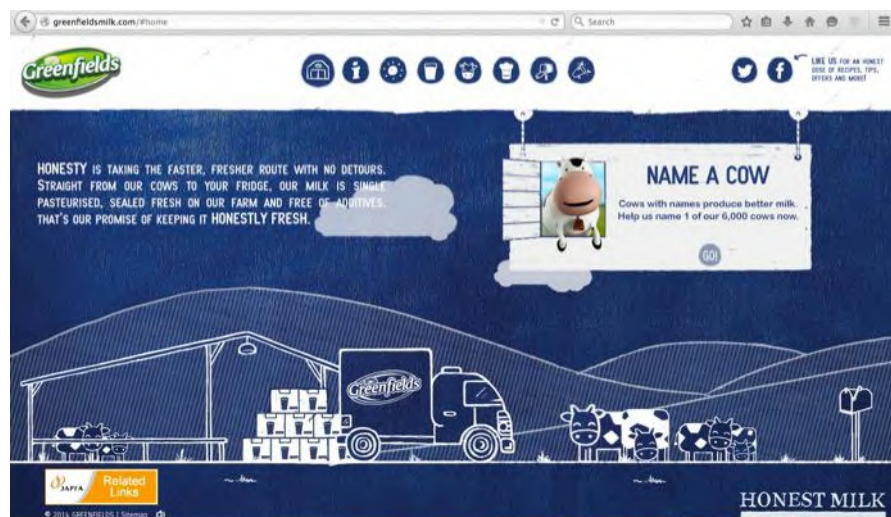 greenfieldsmilk.com/#home
Search
Greenfields
LIKE US FOR AN HONEST
DOSE OF RECIPES, TIPS,
OFFERS AND MORE!
HONESTY IS TAKING THE FASTER, FRESHER ROUTE WITH NO DETOURS.
STRAIGHT FROM OUR COWS TO YOUR FRIDGE, OUR MILK IS SINGLE
PASTEURISED, SEALED FRESH ON OUR FARM AND FREE OF ADDITIVES.
THAT'S OUR PROMISE OF KEEPING IT HONESTLY FRESH.
NAME A COW
Cows with names produce better milk.
Help us name 1 of our 6,000 cows now.
GO!
Greenfields
JAPFA
Related
Links
© 2014 GREENFIELDS | Sitemap
HONEST MILK